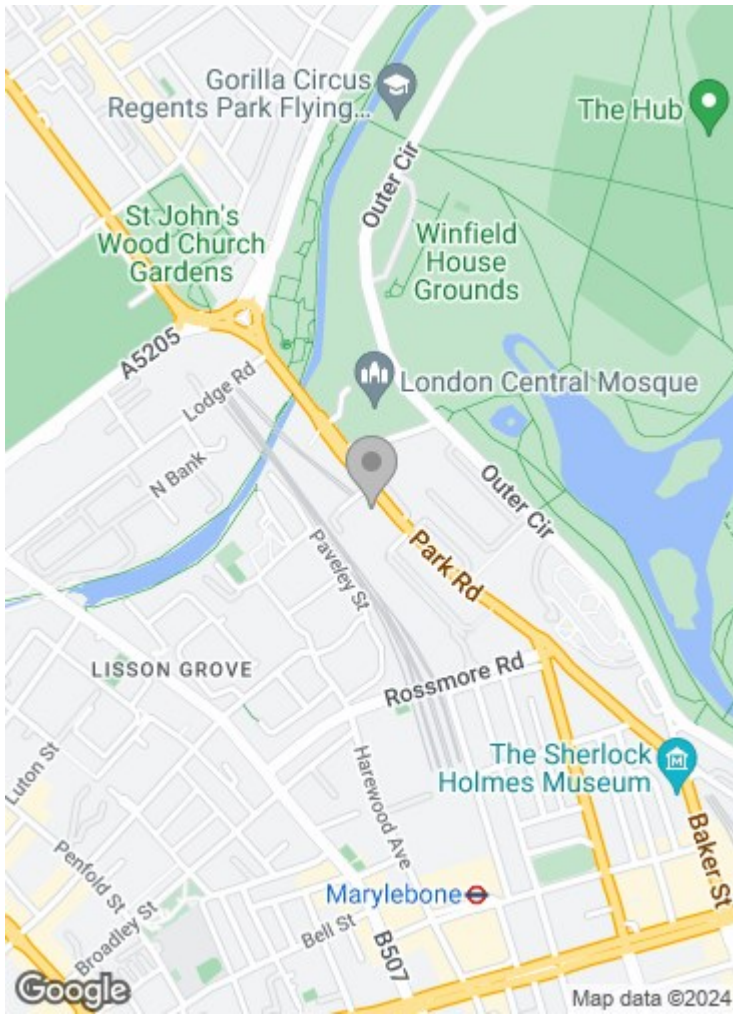 Gorilla Circus
Regents Park Flying...
The Hub
Outer Cir
St John's
Wood Church
Gardens
Winfield
House
Grounds
A5205
Lodge Rd
London Central Mosque
N Bank
Outer Cir
Paveley St
Park Rd
LISSON GROVE
Rossmore Rd
Luton St
Harewood Ave
The Sherlock
Holmes Museum
Penfold St
Baker St
Marylebone
Broadley St
Bell St
B507
Google
Map data ©2024